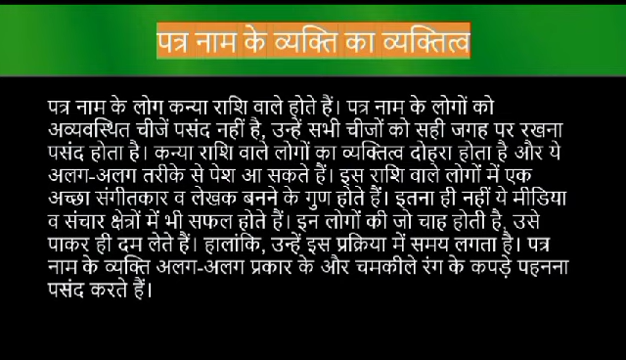 पत्र नाम के व्यक्ति का व्यक्तित्व
पत्र नाम के लोग कन्या राशि वाले होते हैं। पत्र नाम के लोगों को
अव्यवस्थित चीजें पसंद नहीं है, उन्हें सभी चीजों को सही जगह पर रखना
पसंद होता है। कन्या राशि वाले लोगों का व्यक्तित्व दोहरा होता है और ये
अलग-अलग तरीके से पेश आ सकते हैं। इस राशि वाले लोगों में एक
अच्छा संगीतकार व लेखक बनने के गुण होते हैं। इतना ही नहीं ये मीडिया
व संचार क्षेत्रों में भी सफल होते हैं। इन लोगों की जो चाह होती है, उसे
पाकर ही दम लेते हैं। हालांकि, उन्हें इस प्रक्रिया में समय लगता है। पत्र
नाम के व्यक्ति अलग-अलग प्रकार के और चमकीले रंग के कपड़े पहनना
पसंद करते हैं।